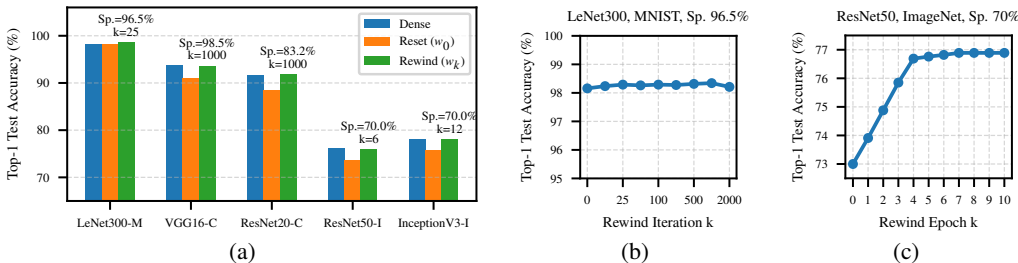 Top-1 Test Accuracy (%)
100
90
80
70
Sp.=96.5%
k=25
Sp.=98.5%
k=1000
Sp.=83.2%
k=1000
Sp.=70.0%
k=6
Sp.=70.0%
k=12
Dense
Reset (w0)
Rewind (wk)
LeNet300-M VGG16-C ResNet20-C ResNet50-I InceptionV3-I
(a)
LeNet300, MNIST, Sp. 96.5%
Top-1 Test Accuracy (%)
100
99
98
97
96
95
0 25 100 500 2000
Rewind Iteration k
(b)
ResNet50, ImageNet, Sp. 70%
Top-1 Test Accuracy (%)
77
76
75
74
73
0 1 2 3 4 5 6 7 8 9 10
Rewind Epoch k
(c)